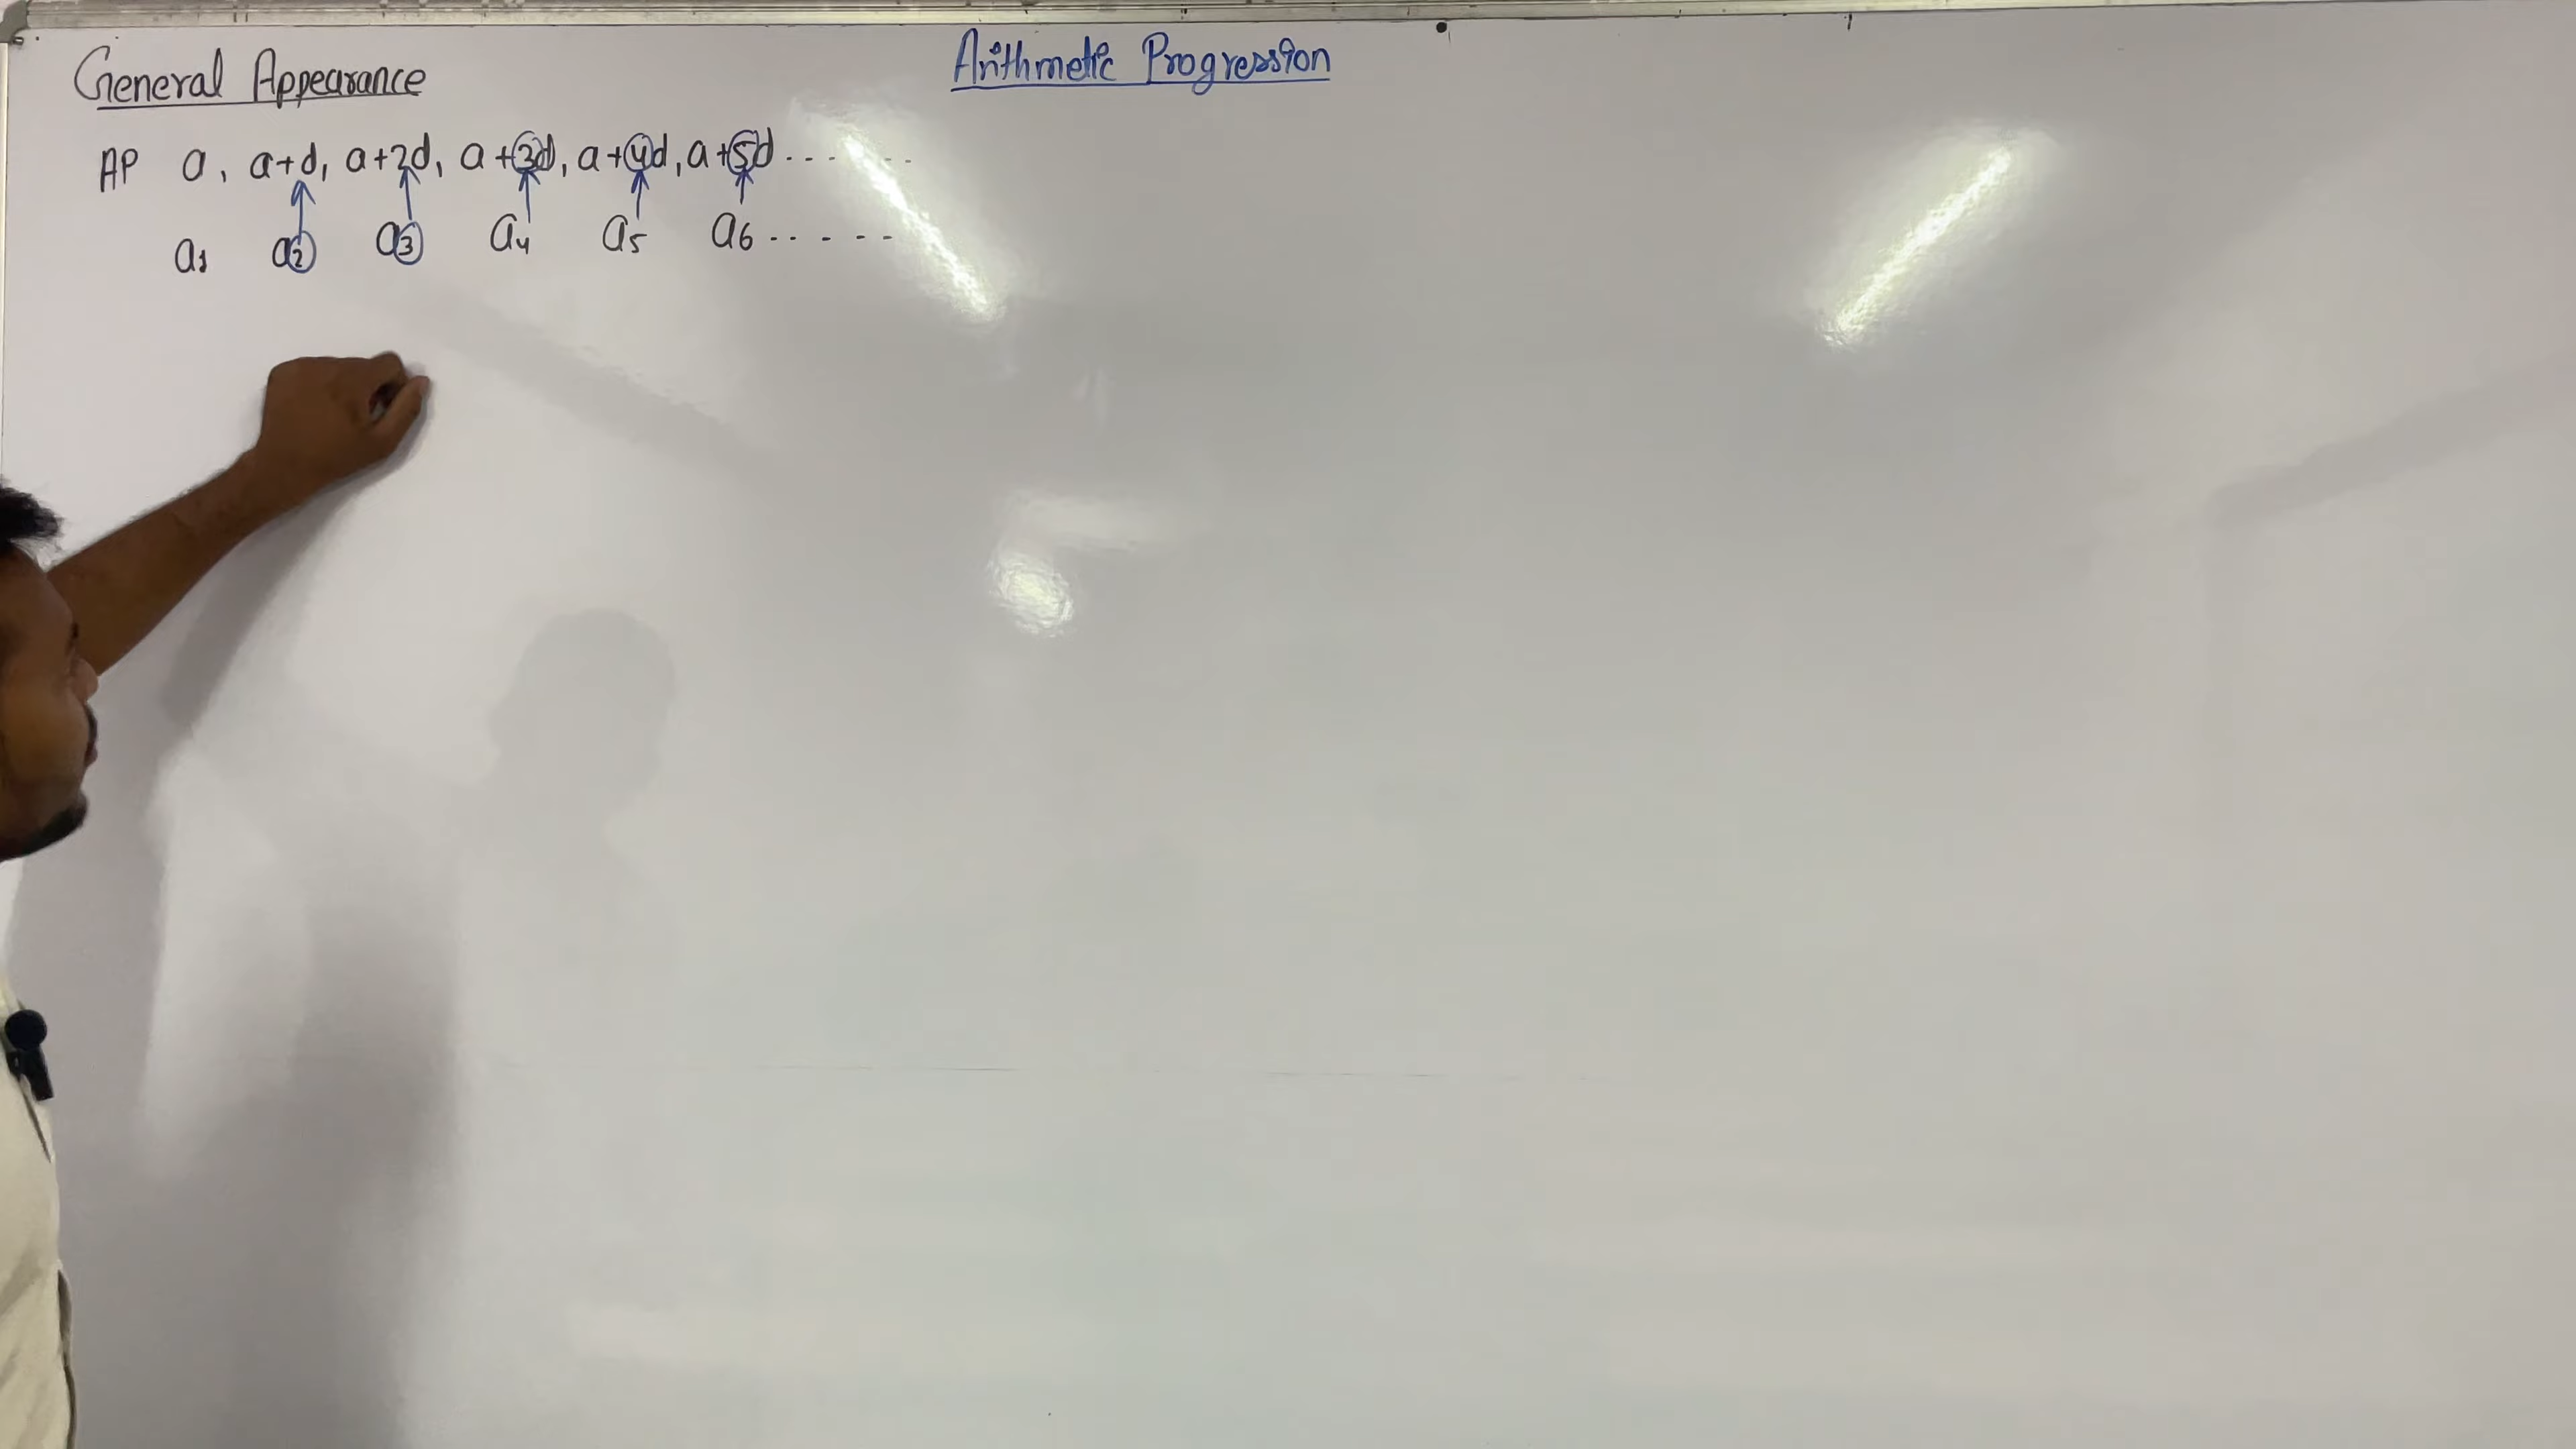 Arithmetic Progression
General Appearance
AP a, a+d, a+2d, a+3d, a+4d, a+5d - - - - - -
a1 a2 a3 a4 a5 a6 - - - - -